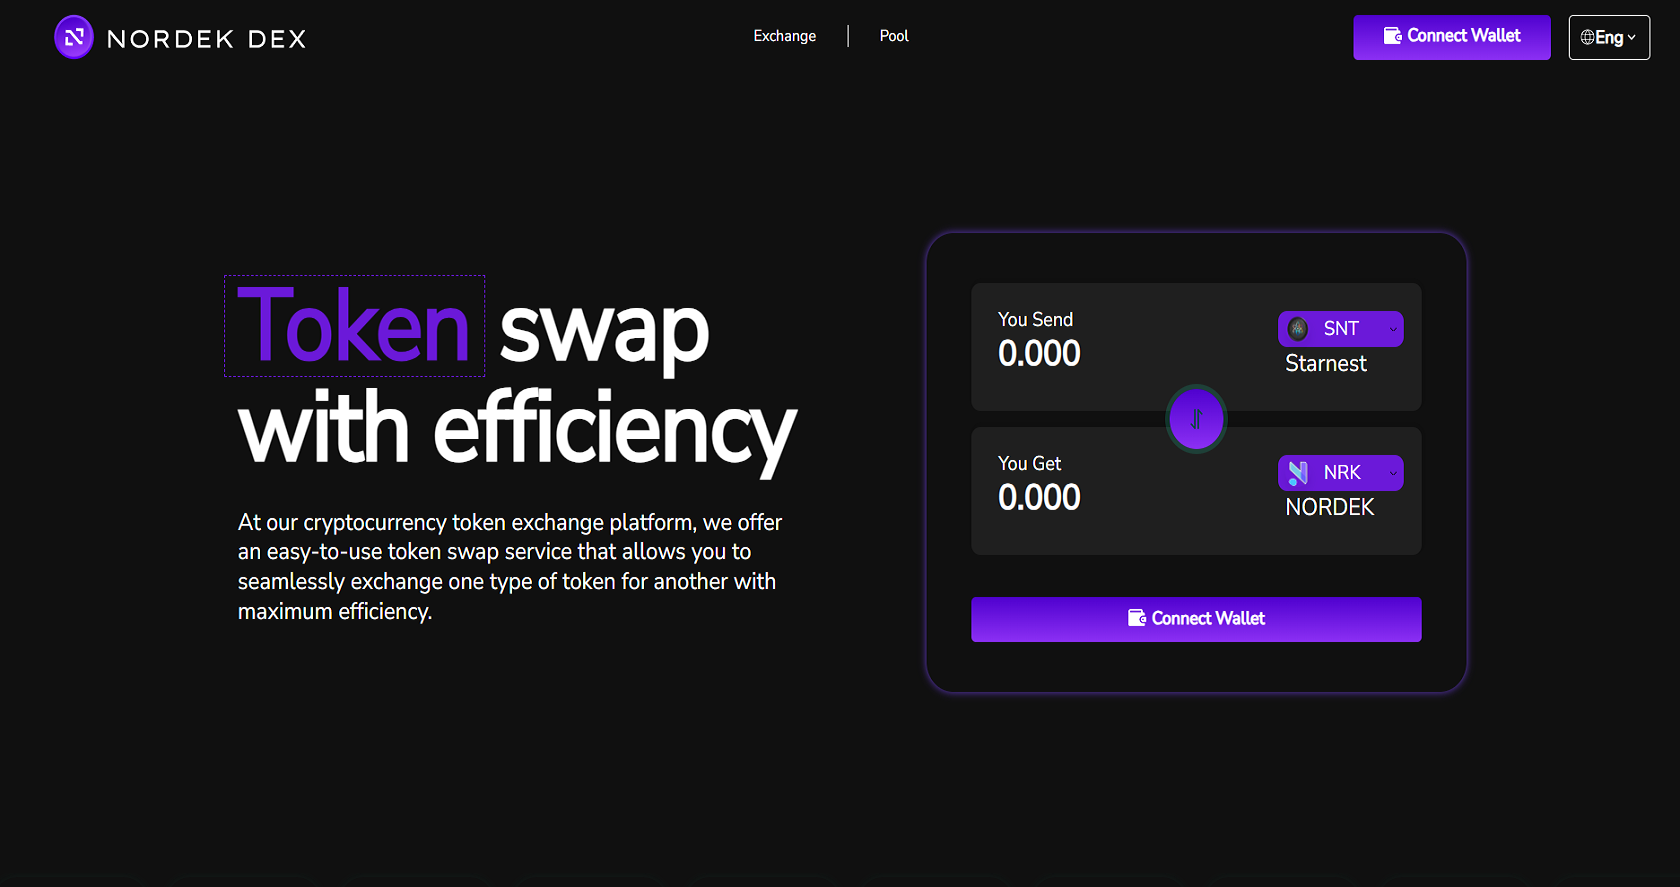 NORDEK DEX
Exchange
Pool
Connect Wallet
Eng
Token swap
with efficiency
At our cryptocurrency token exchange platform, we offer
an easy-to-use token swap service that allows you to
seamlessly exchange one type of token for another with
maximum efficiency.
You Send
0.000
SNT
Starnest
You Get
0.000
NRK
NORDEK
Connect Wallet